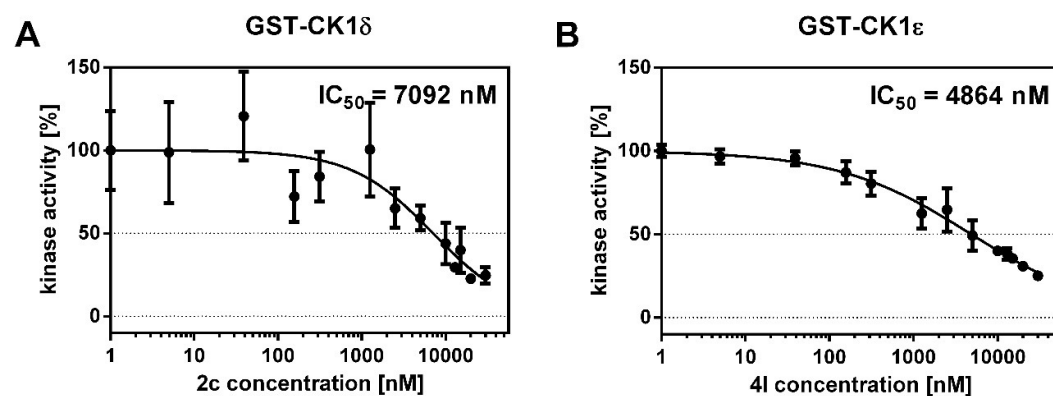 A
GST-CK1δ
IC50 = 7092 nM
kinase activity [%]
150
100
50
0
1
10
100
1000
10000
2c concentration [nM]
B
GST-CK1ε
IC50 = 4864 nM
kinase activity [%]
150
100
50
0
1
10
100
1000
10000
4l concentration [nM]